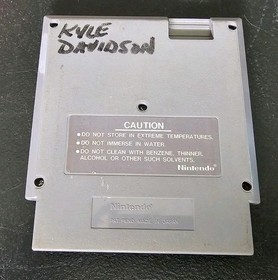 KYLE
DAVIDSON
CAUTION
●DO NOT STORE IN EXTREME TEMPERATURES.
●DO NOT IMMERSE IN WATER.
●DO NOT CLEAN WITH BENZENE, THINNER,
ALCOHOL OR OTHER SUCH SOLVENTS.
Nintendo
Nintendo